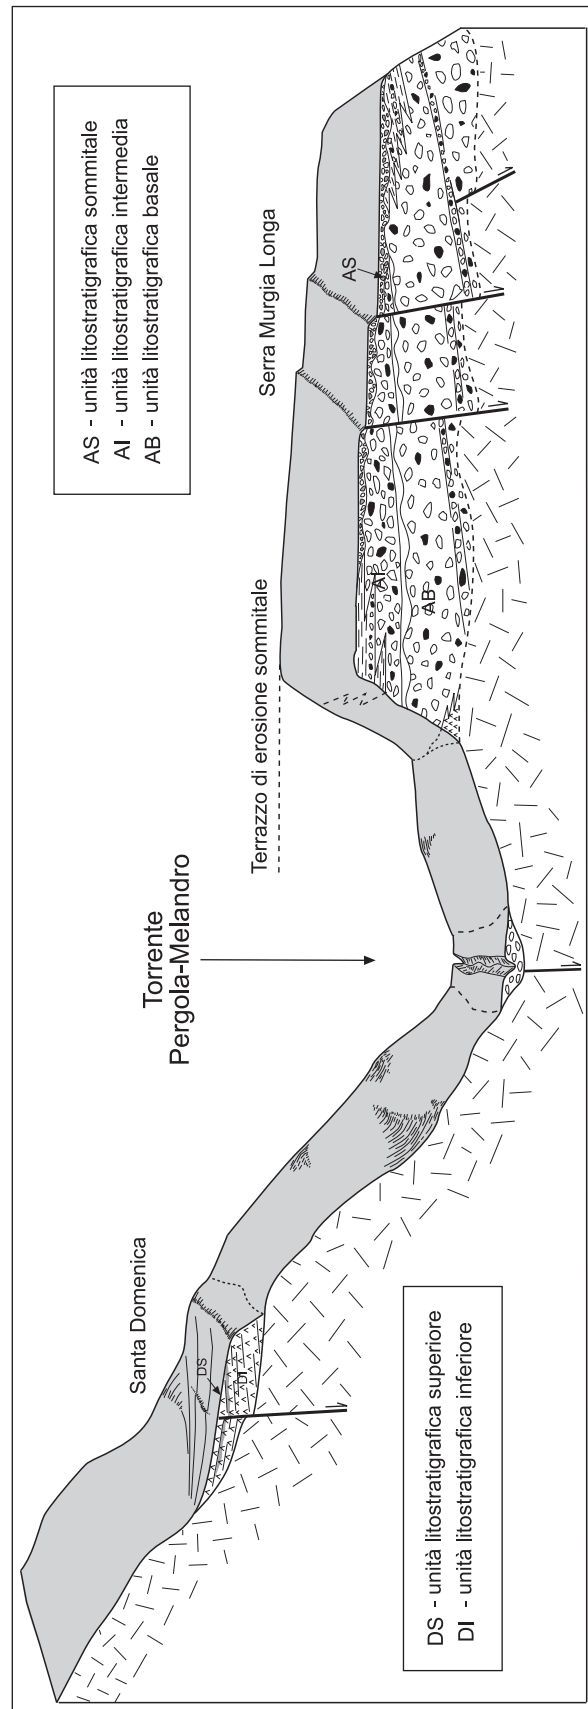 AS - unità litostratigrafica sommitale
AI - unità litostratigrafica intermedia
AB - unità litostratigrafica basale
Santa Domenica
Torrente
Pergola-Melandro
Terrazzo di erosione sommitale
Serra Murgia Longa
DS
DI
AI
AB
AS
DS - unità litostratigrafica superiore
DI - unità litostratigrafica inferiore